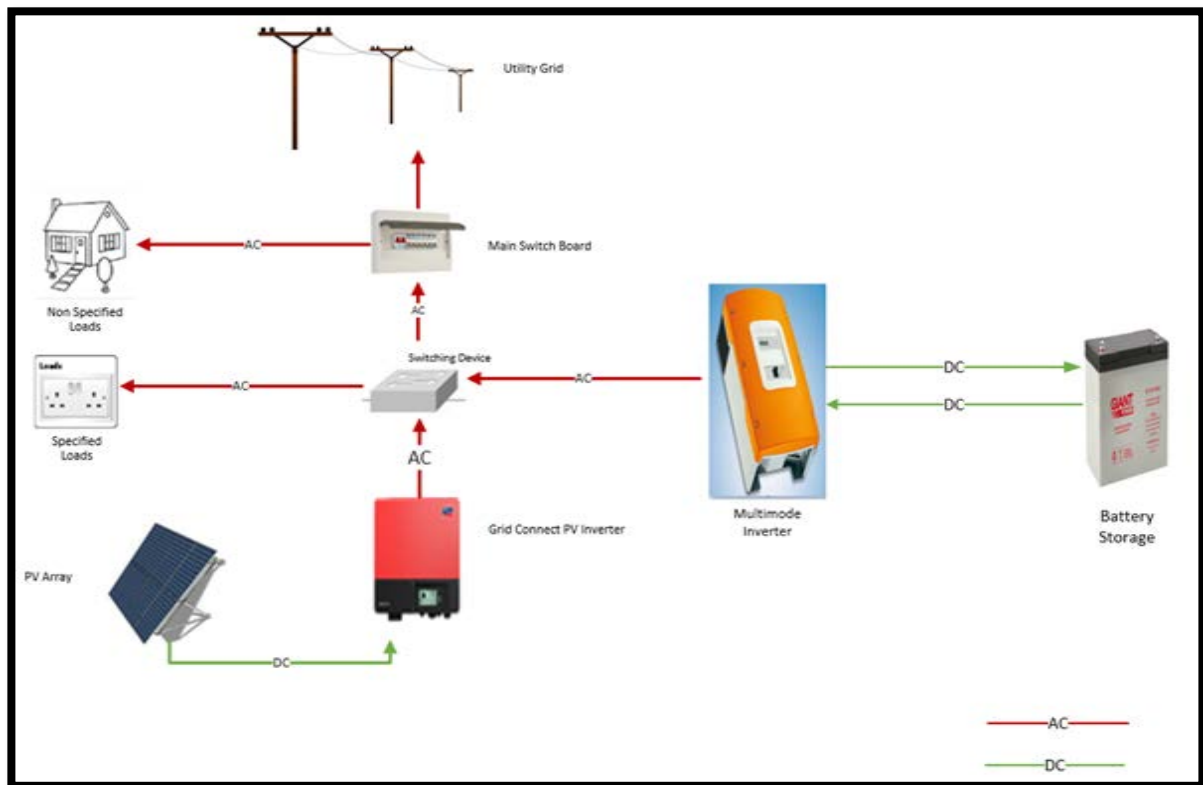 Utility Grid
AC
Main Switch Board
Non Specified
Loads
AC
Switching Device
Loads
AC
AC
DC
DC
GIANT
Specified
Loads
AC
Multimode
Inverter
Battery
Storage
Grid Connect PV Inverter
PV Array
DC
AC
DC